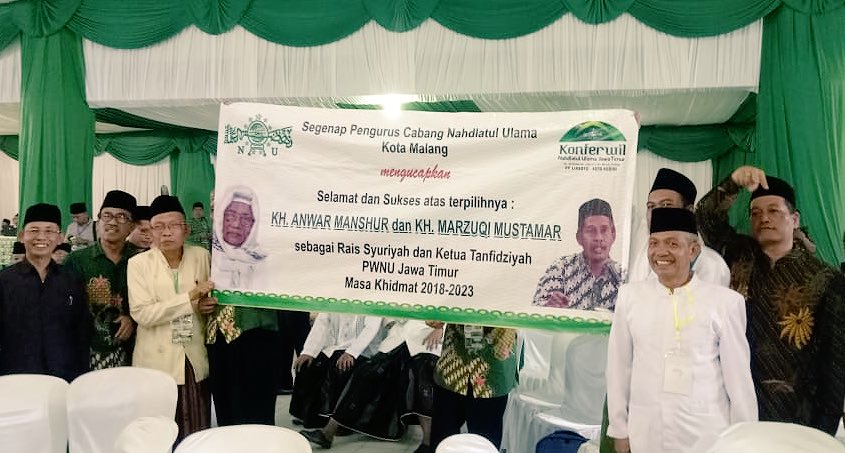 Segenap Pengurus Cabang Nahdlatul Ulama
Kota Malang
mengucapkan
Selamat dan Sukses atas terpilihnya :
KH. ANWAR MANSHUR dan KH. MARZUQI MUSTAMAR
sebagai Rais Syuriyah dan Ketua Tanfidziyah
PWNU Jawa Timur
Masa Khidmat 2018-2023
N U
Konferwil
Nahdlatul Ulama Jawa Timur